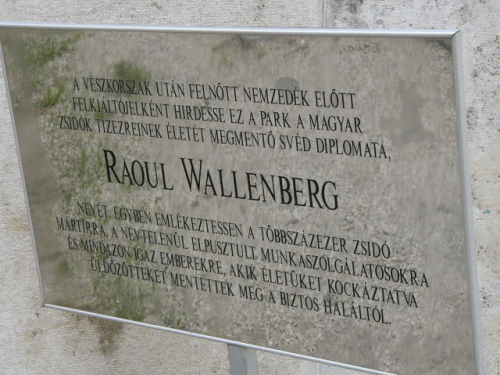 A VÉSZKORSZAK UTÁN FELNŐTT NEMZEDÉK ELŐTT
FELKIÁLTÓJELKÉNT HIRDESSE EZ A PARK A MAGYAR
ZSIDÓK TÍZEZREINEK ÉLETÉT MEGMENTŐ SVÉD DIPLOMATA,
RAOUL WALLENBERG
NEVÉT. EGYBEN EMLÉKEZTESSEN A TÖBBSZÁZEZER ZSIDÓ
MÁRTÍRRA, A NÉVTELENÜL ELPUSZTULT MUNKASZOLGÁLATOSOKRA
ÉS MINDAZON IGAZ EMBEREKRE, AKIK ÉLETÜKET KOCKÁZTATVA
ÜLDÖZÖTTEKET MENTETTEK MEG A BIZTOS HALÁLTÓL.